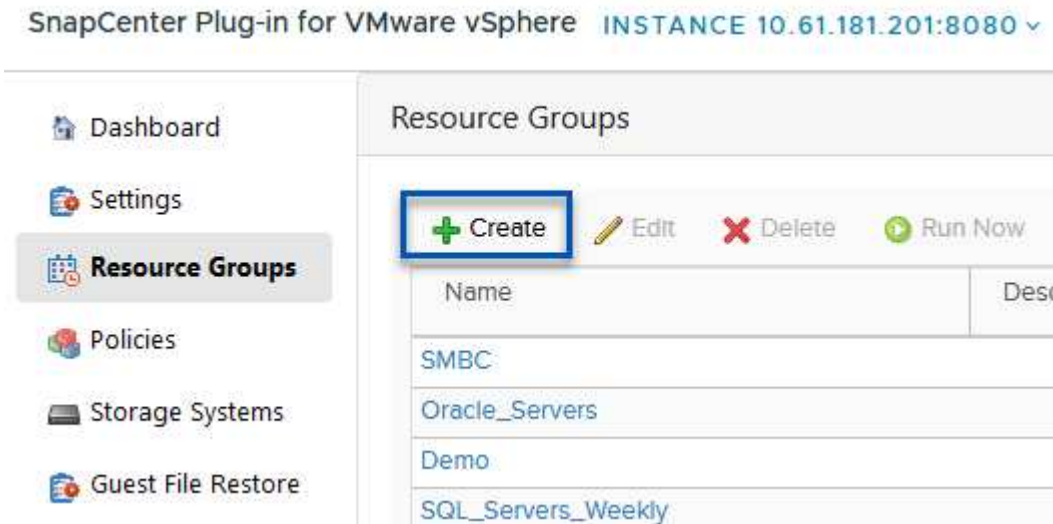 SnapCenter Plug-in for VMware vSphere INSTANCE 10.61.181.201:8080
Dashboard
Settings
Resource Groups
Policies
Storage Systems
Guest File Restore
Resource Groups
Create Edit Delete Run Now
Name Desc
SMBC
Oracle_Servers
Demo
SQL_Servers_Weekly